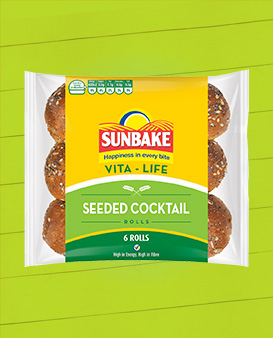 SUNBAKE
Happiness in every bite
VITA - LIFE
SEEDED COCKTAIL
ROLLS
6 ROLLS
High in Energy, High in Fibre